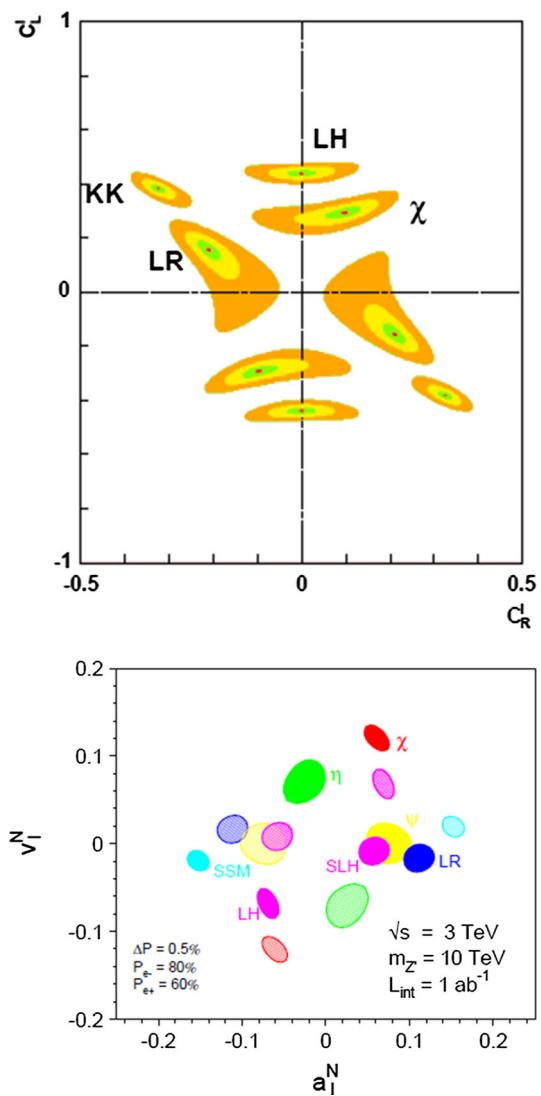 C_L^l
1
LH
KK
χ
LR
0
-1
-0.5
0
0.5
C_R^l
0.2
χ
0.1
η
ψ
0
SSM
SLH
LR
LH
-0.1
ΔP = 0.5%
P_e- = 80%
P_e+ = 60%
√s = 3 TeV
m_Z' = 10 TeV
L_int = 1 ab^-1
-0.2
-0.2
-0.1
0
0.1
0.2
v_l^N
a_l^N